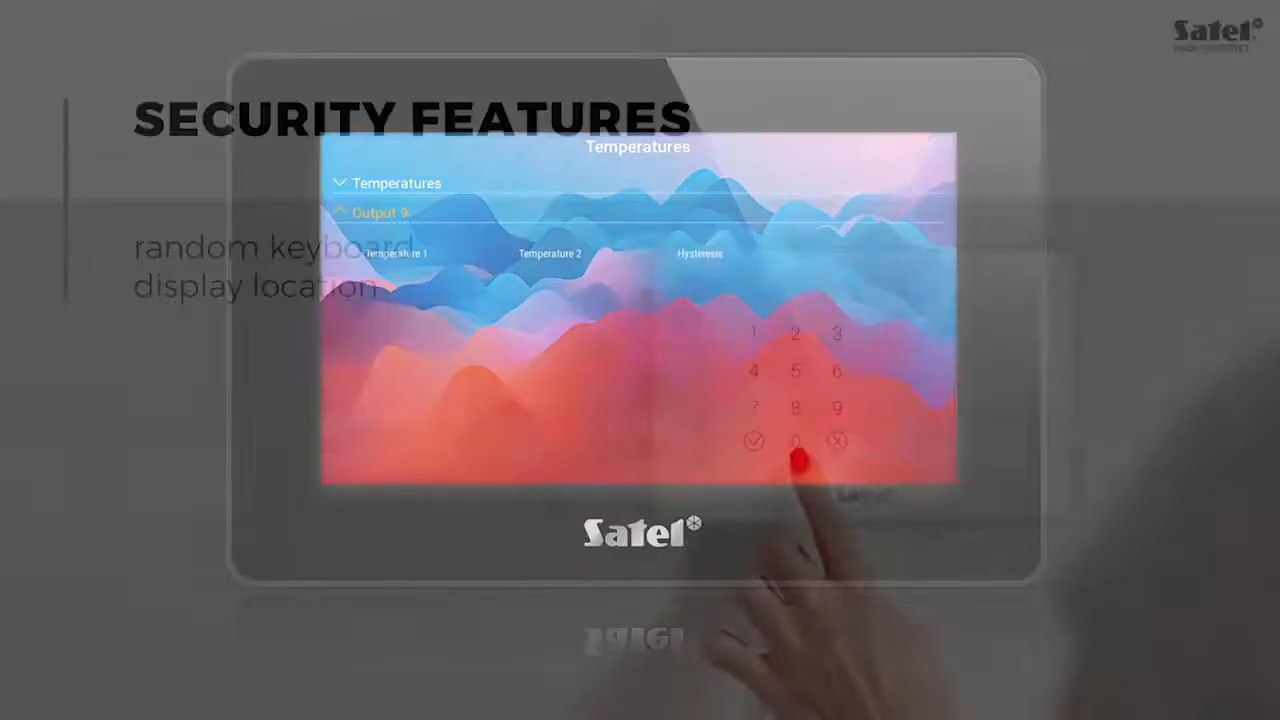 Satel
SECURITY FEATURES
Temperatures
Temperatures
Output 9
random keyboard
display location
Temperature 1
Temperature 2
Hysteresis
1 2 3
4 5 6
7 8 9
0
Satel